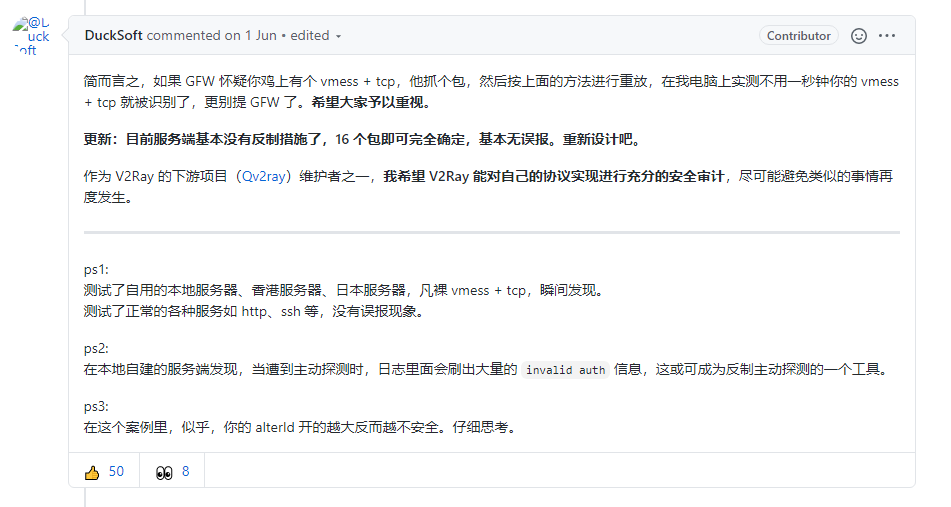 @DuckSoft
DuckSoft commented on 1 Jun • edited
Contributor
简而言之，如果 GFW 怀疑你鸡上有个 vmess + tcp，他抓个包，然后按上面的方法进行重放，在我电脑上实测不用一秒钟你的 vmess
+ tcp 就被识别了，更别提 GFW 了。希望大家予以重视。
更新：目前服务端基本没有反制措施了，16 个包即可完全确定，基本无误报。重新设计吧。
作为 V2Ray 的下游项目（Qv2ray）维护者之一，我希望 V2Ray 能对自己的协议实现进行充分的安全审计，尽可能避免类似的事情再
度发生。
ps1:
测试了自用的本地服务器、香港服务器、日本服务器，凡裸 vmess + tcp，瞬间发现。
测试了正常的各种服务如 http、ssh 等，没有误报现象。
ps2:
在本地自建的服务端发现，当遭到主动探测时，日志里面会刷出大量的 invalid auth 信息，这或可成为反制主动探测的一个工具。
ps3:
在这个案例里，似乎，你的 alterId 开的越大反而越不安全。仔细思考。
👍 50 👀 8